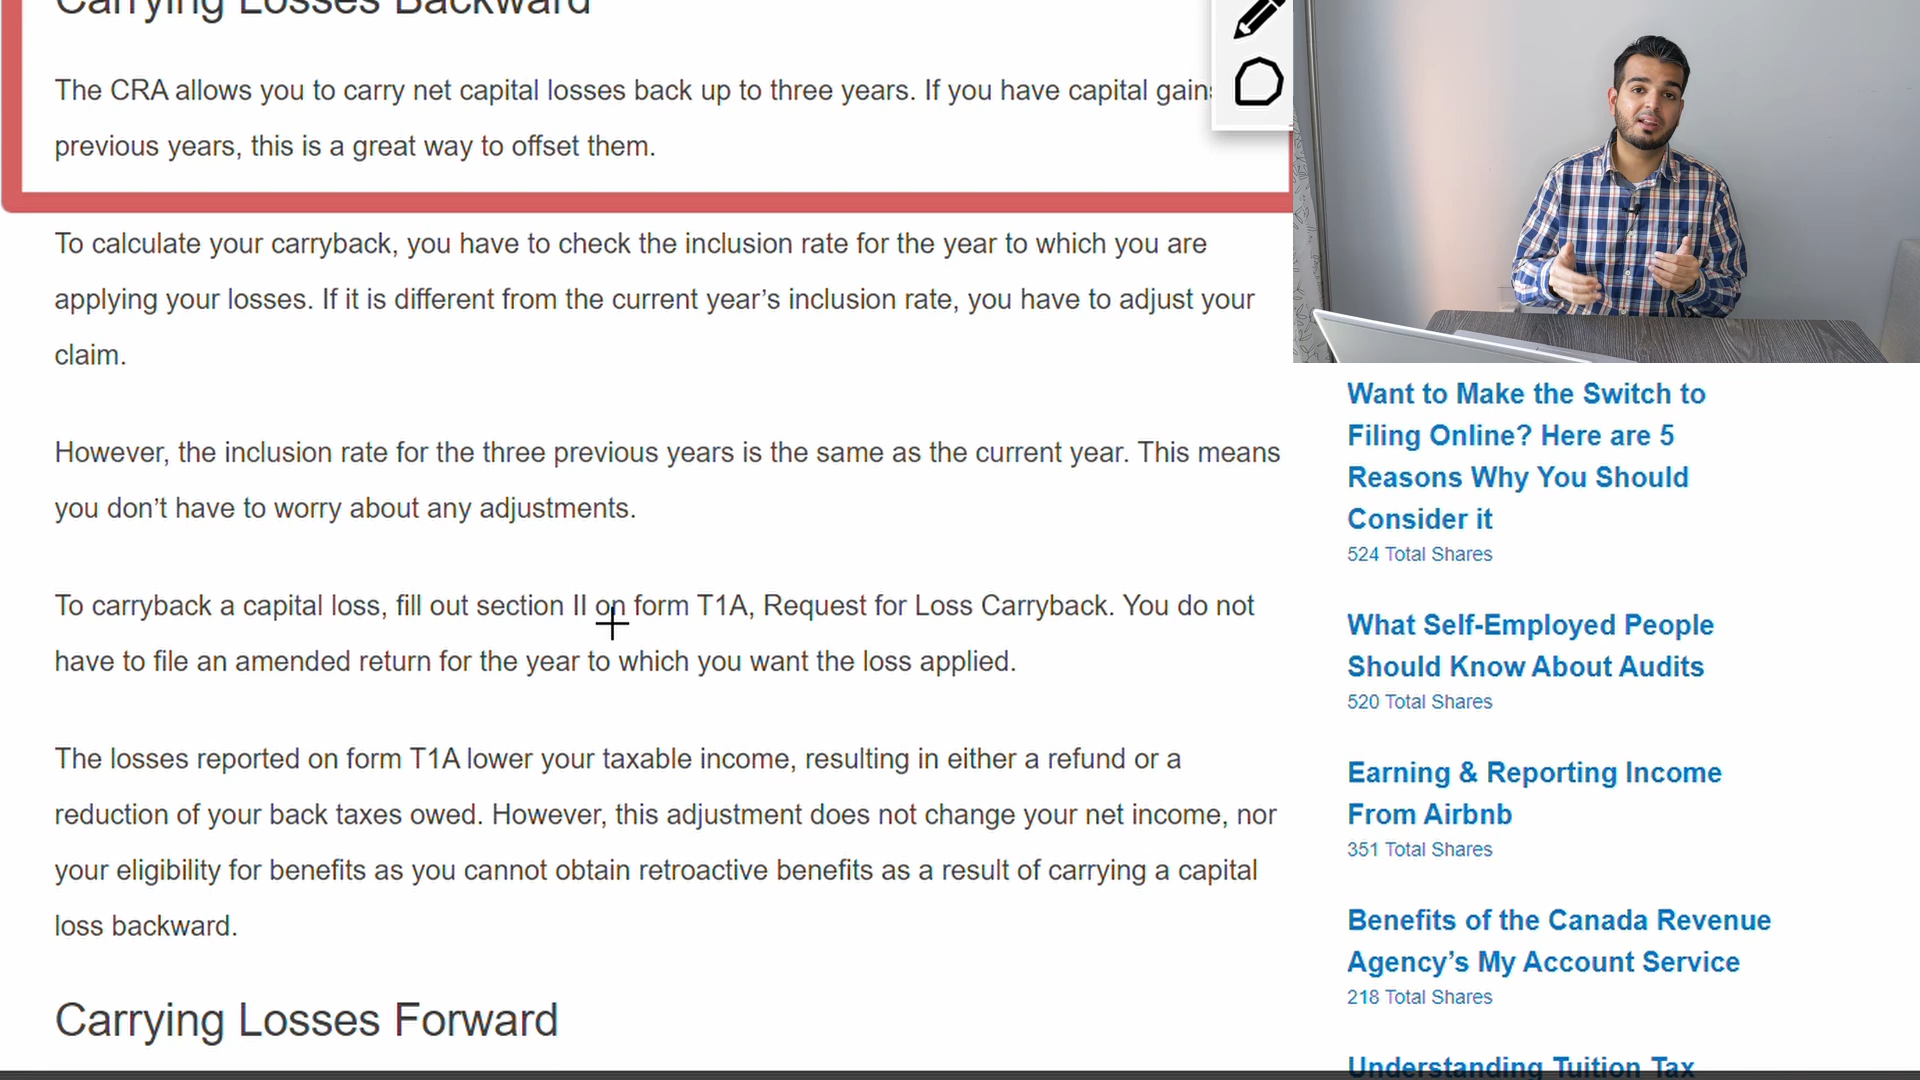 Carrying Losses Backward
The CRA allows you to carry net capital losses back up to three years. If you have capital gains
previous years, this is a great way to offset them.
To calculate your carryback, you have to check the inclusion rate for the year to which you are
applying your losses. If it is different from the current year’s inclusion rate, you have to adjust your
claim.
However, the inclusion rate for the three previous years is the same as the current year. This means
you don’t have to worry about any adjustments.
To carryback a capital loss, fill out section II on form T1A, Request for Loss Carryback. You do not
have to file an amended return for the year to which you want the loss applied.
The losses reported on form T1A lower your taxable income, resulting in either a refund or a
reduction of your back taxes owed. However, this adjustment does not change your net income, nor
your eligibility for benefits as you cannot obtain retroactive benefits as a result of carrying a capital
loss backward.
Carrying Losses Forward
Want to Make the Switch to
Filing Online? Here are 5
Reasons Why You Should
Consider it
524 Total Shares
What Self-Employed People
Should Know About Audits
520 Total Shares
Earning & Reporting Income
From Airbnb
351 Total Shares
Benefits of the Canada Revenue
Agency’s My Account Service
218 Total Shares
Understanding Tuition Tax